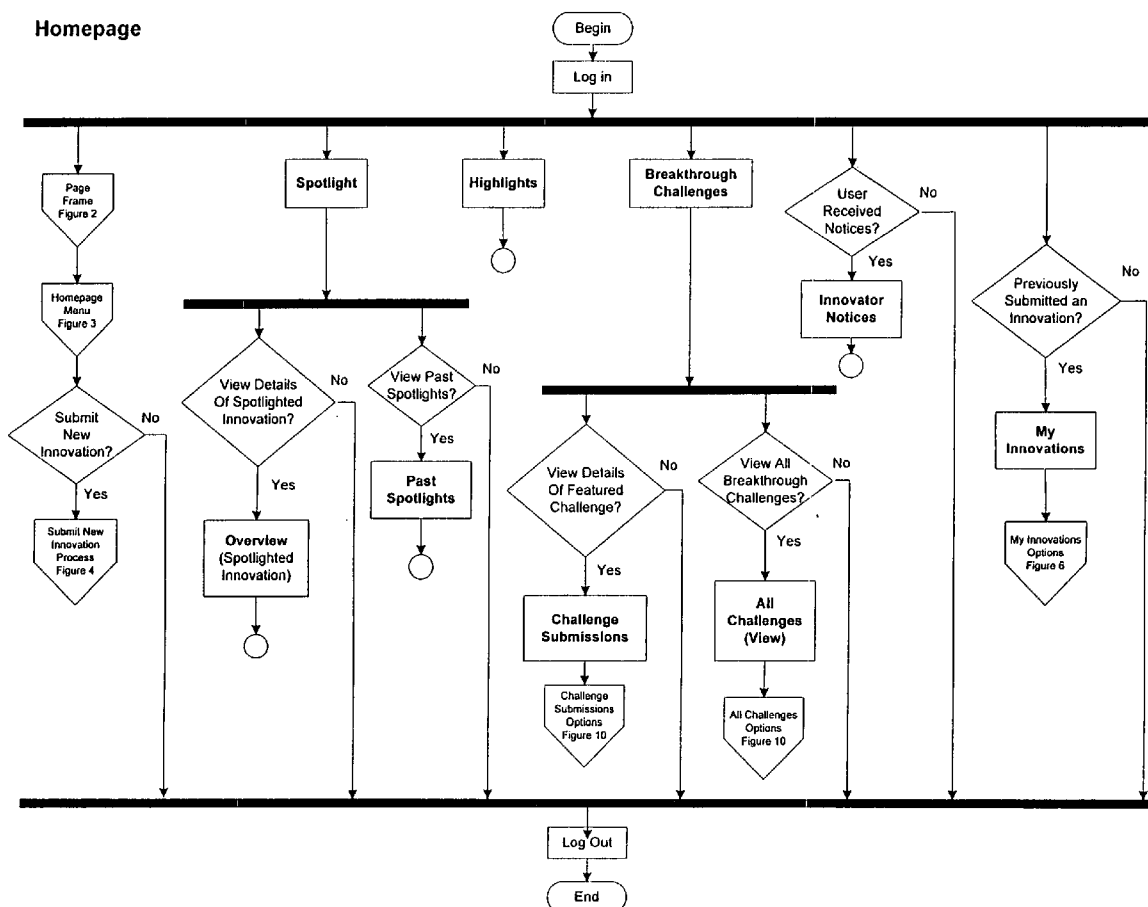 Homepage
Begin
Log in
Page
Frame
Figure 2
Spotlight
Highlights
Breakthrough
Challenges
User
Received
Notices?
No
Yes
Homepage
Menu
Figure 3
Innovator
Notices
Previously
Submitted an
Innovation?
No
Yes
Submit
New
Innovation?
No
Yes
View Details
Of Spotlighted
Innovation?
No
Yes
View Past
Spotlights?
No
Yes
Past
Spotlights
View Details
Of Featured
Challenge?
No
Yes
View All
Breakthrough
Challenges?
No
Yes
My
Innovations
Submit New
Innovation
Process
Figure 4
Overview
(Spotlighted
Innovation)
My Innovations
Options
Figure 6
Challenge
Submissions
All
Challenges
(View)
Challenge
Submissions
Options
Figure 10
All Challenges
Options
Figure 10
Log Out
End